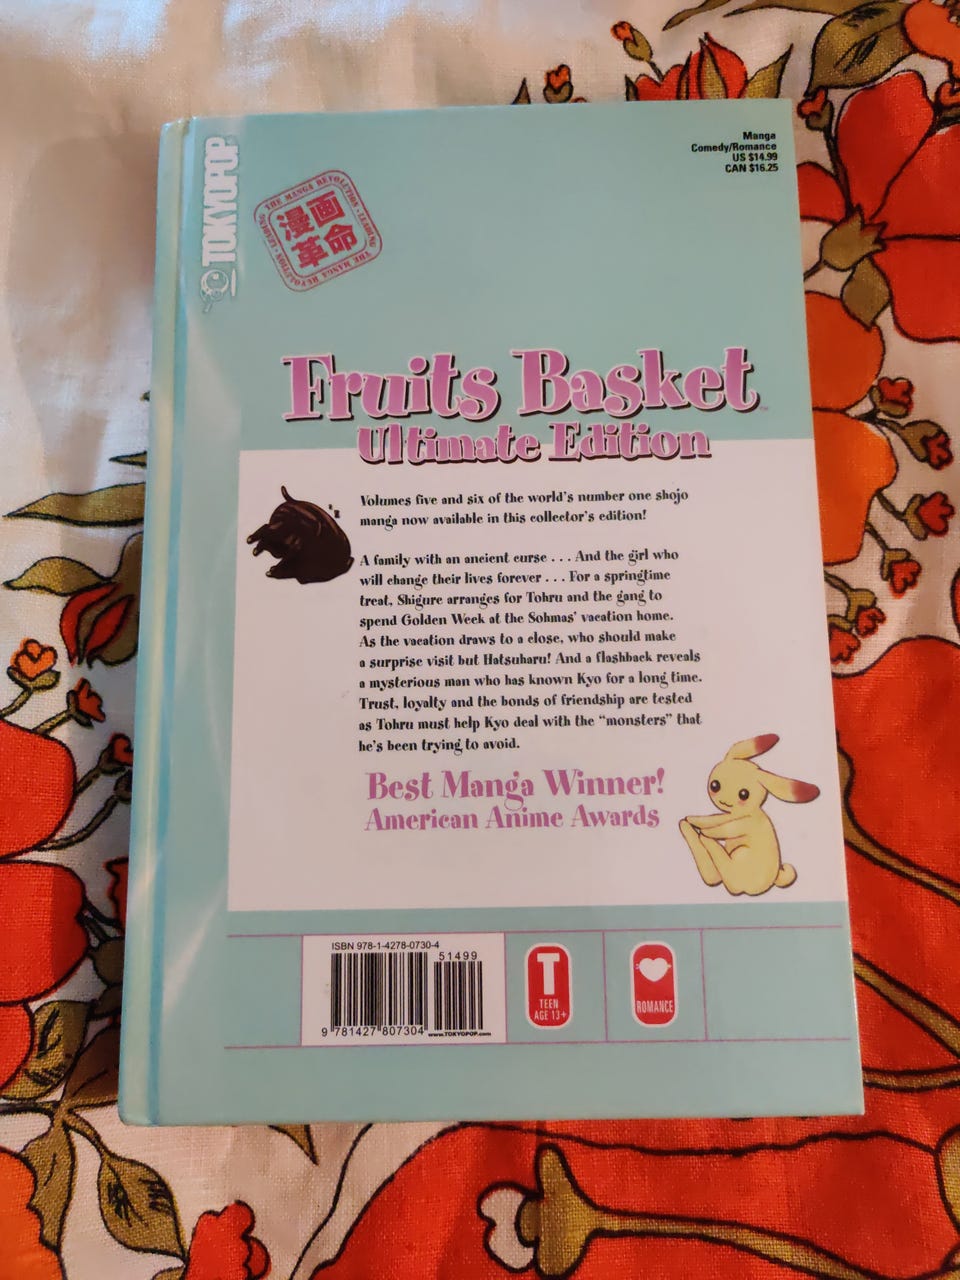 TOKYOPOP
THE MANGA REVOLUTION · LEADING · THE MANGA REVOLUTION · LEADING ·
漫画
革命
Manga
Comedy/Romance
US $14.99
CAN $16.25
Fruits Basket
Ultimate Edition
Volumes five and six of the world's number one shojo
manga now available in this collector's edition!
A family with an ancient curse . . . And the girl who
will change their lives forever . . . For a springtime
treat, Shigure arranges for Tohru and the gang to
spend Golden Week at the Sohmas' vacation home.
As the vacation draws to a close, who should make
a surprise visit but Hatsuharu! And a flashback reveals
a mysterious man who has known Kyo for a long time.
Trust, loyalty and the bonds of friendship are tested
as Tohru must help Kyo deal with the “monsters” that
he's been trying to avoid.
Best Manga Winner!
American Anime Awards
ISBN 978-1-4278-0730-4
51499
9 781427 807304
www.TOKYOPOP.com
T
TEEN
AGE 13+
ROMANCE